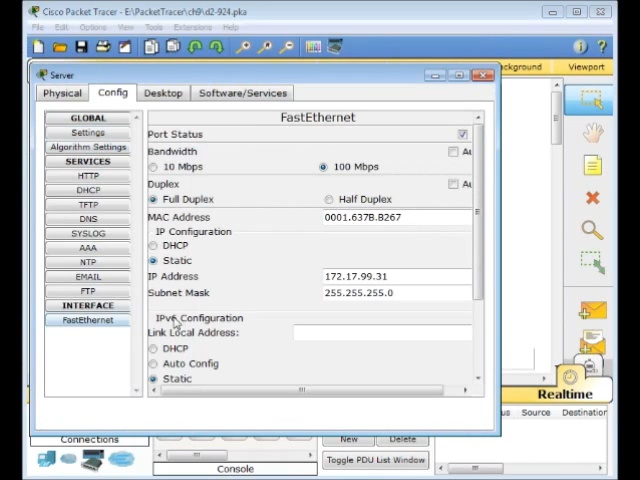 Cisco Packet Tracer - E:\PacketTracer\ch9\d2-924.pka
File Edit Options View Tools Extensions Help
ackground Viewport
Server
Physical Config Desktop Software/Services
GLOBAL
Settings
Algorithm Settings
SERVICES
HTTP
DHCP
TFTP
DNS
SYSLOG
AAA
NTP
EMAIL
FTP
INTERFACE
FastEthernet
FastEthernet
Port Status
Bandwidth Au
10 Mbps 100 Mbps
Duplex Au
Full Duplex Half Duplex
MAC Address 0001.637B.B267
IP Configuration
DHCP
Static
IP Address 172.17.99.31
Subnet Mask 255.255.255.0
IPv6 Configuration
Link Local Address:
DHCP
Auto Config
Static
Realtime
us Source Destination
Connections
Console
New Delete
Toggle PDU List Window